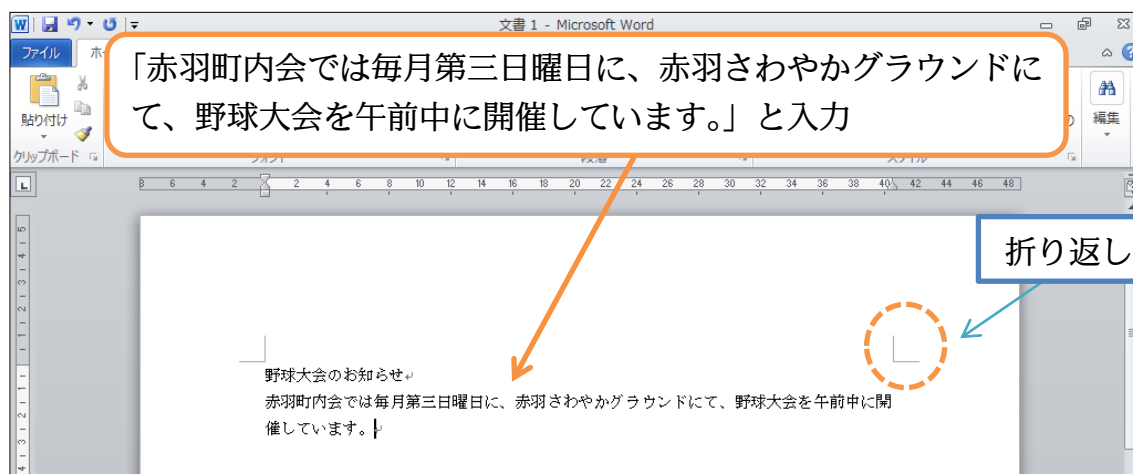 文書 1 - Microsoft Word
ファイル
「赤羽町内会では毎月第三日曜日に、赤羽さわやかグラウンドに
て、野球大会を午前中に開催しています。」と入力
貼り付け
編集
クリップボード
8 6 4 2 2 4 6 8 10 12 14 16 18 20 22 24 26 28 30 32 34 36 38 40 42 44 46 48
折り返し
野球大会のお知らせ
赤羽町内会では毎月第三日曜日に、赤羽さわやかグラウンドにて、野球大会を午前中に開
催しています。